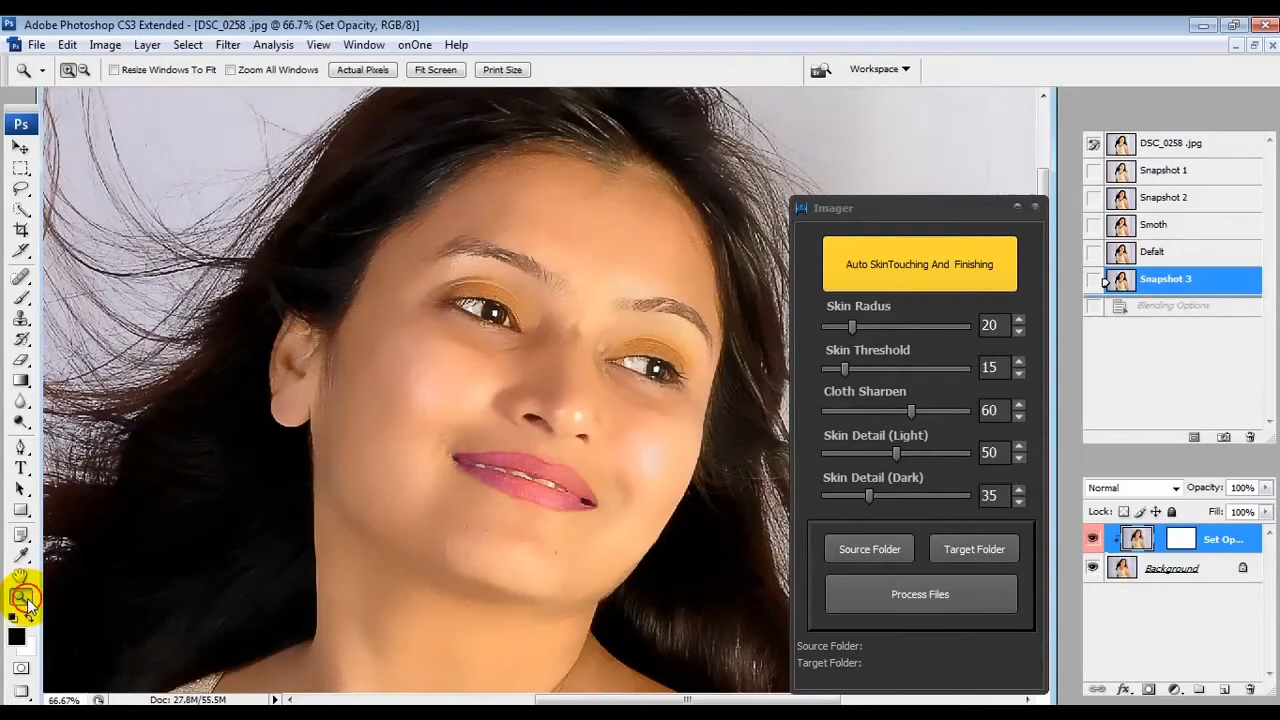 Adobe Photoshop CS3 Extended - [DSC_0258 .jpg @ 66.7% (Set Opacity, RGB/8)]
File Edit Image Layer Select Filter Analysis View Window onOne Help
Resize Windows To Fit Zoom All Windows Actual Pixels Fit Screen Print Size Workspace
Ps
DSC_0258 .jpg
Snapshot 1
Snapshot 2
Smoth
Defalt
Snapshot 3
Blending Options
Imager
Auto SkinTouching And Finishing
Skin Radus
20
Skin Threshold
15
Cloth Sharpen
60
Skin Detail (Light)
50
Skin Detail (Dark)
35
Source Folder Target Folder
Process Files
Source Folder:
Target Folder:
Normal Opacity: 100%
Lock: Fill: 100%
Set Op...
Background
66.67% Doc: 27.8M/55.5M